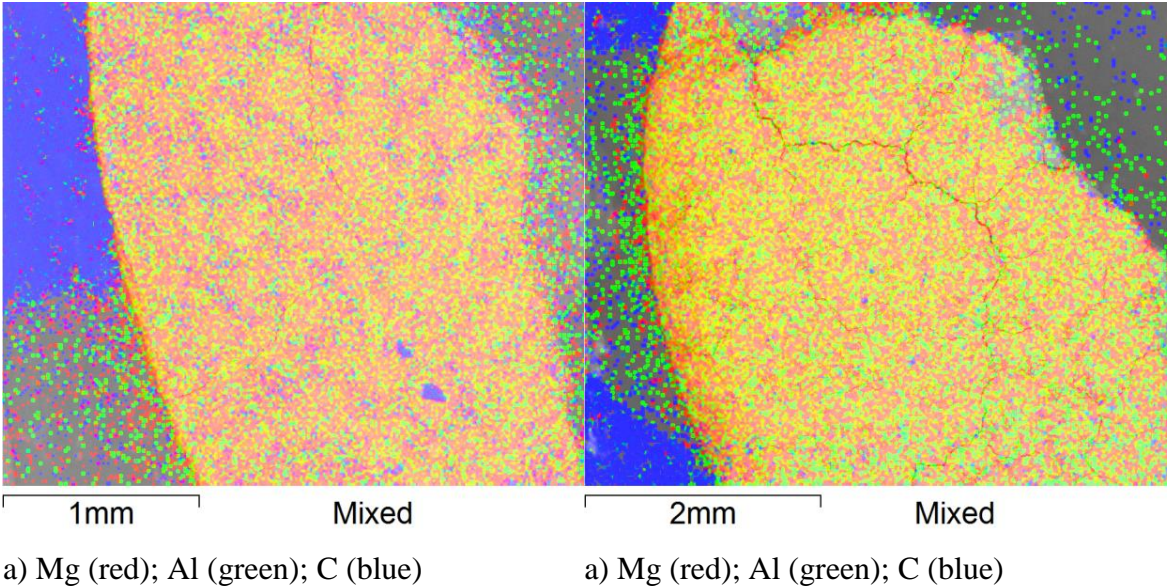 1mm Mixed
2mm Mixed
a) Mg (red); Al (green); C (blue)
a) Mg (red); Al (green); C (blue)